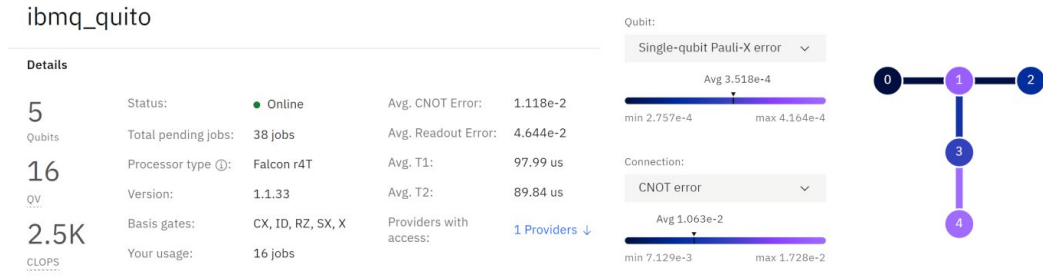 ibmq_quito
Details
5
Qubits
16
QV
2.5K
CLOPS
Status: Online
Total pending jobs: 38 jobs
Processor type ⓘ: Falcon r4T
Version: 1.1.33
Basis gates: CX, ID, RZ, SX, X
Your usage: 16 jobs
Avg. CNOT Error: 1.118e-2
Avg. Readout Error: 4.644e-2
Avg. T1: 97.99 us
Avg. T2: 89.84 us
Providers with
access: 1 Providers ↓
Qubit:
Single-qubit Pauli-X error
Avg 3.518e-4
min 2.757e-4 max 4.164e-4
Connection:
CNOT error
Avg 1.063e-2
min 7.129e-3 max 1.728e-2
0 1 2
3
4